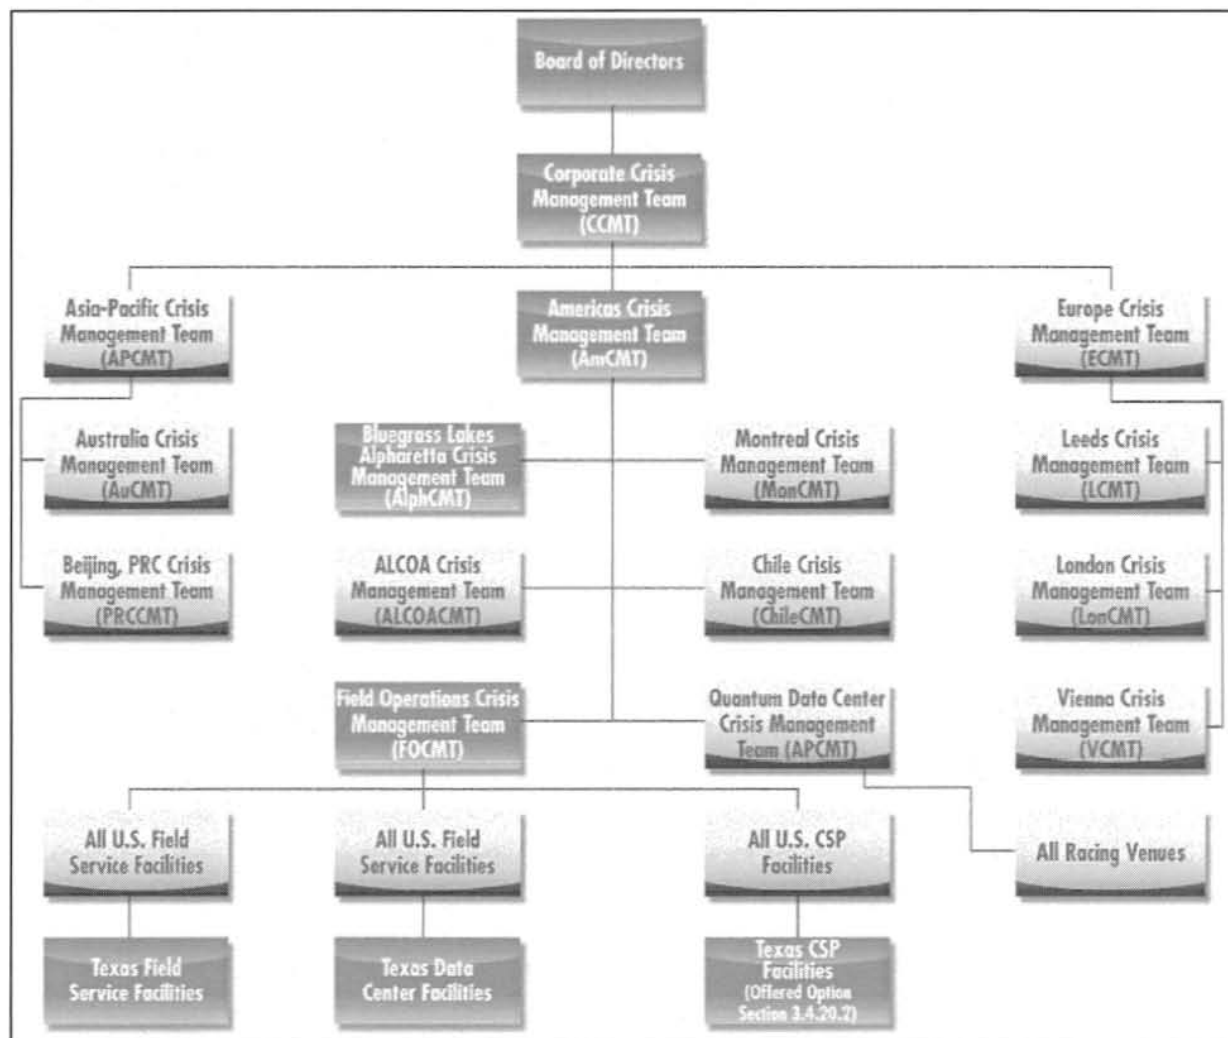 Board of Directors
Corporate Crisis
Management Team
(CCMT)
Asia-Pacific Crisis
Management Team
(APCMT)
Americas Crisis
Management Team
(AmCMT)
Europe Crisis
Management Team
(ECMT)
Australia Crisis
Management Team
(AuCMT)
Bluegrass Lakes
Alpharetta Crisis
Management Team
(AlphCMT)
Montreal Crisis
Management Team
(MonCMT)
Leeds Crisis
Management Team
(LCMT)
Beijing, PRC Crisis
Management Team
(PRCCMT)
ALCOA Crisis
Management Team
(ALCOACMT)
Chile Crisis
Management Team
(ChileCMT)
London Crisis
Management Team
(LonCMT)
Field Operations Crisis
Management Team
(FOCMT)
Quantum Data Center
Crisis Management
Team (APCMT)
Vienna Crisis
Management Team
(VCMT)
All U.S. Field
Service Facilities
All U.S. Field
Service Facilities
All U.S. CSP
Facilities
All Racing Venues
Texas Field
Service Facilities
Texas Data
Center Facilities
Texas CSP
Facilities
(Offered Option
Section 3.4.20.2)